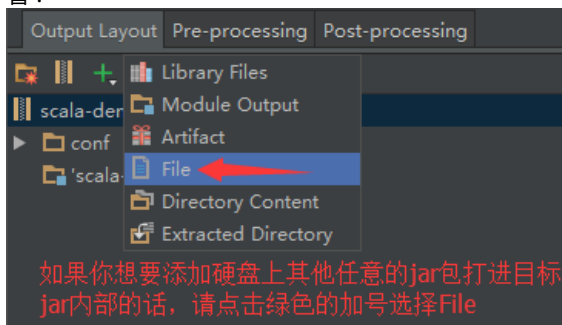 Output Layout Pre-processing Post-processing
Library Files
scala-der Module Output
Artifact
conf File
'scala- Directory Content
Extracted Directory
如果你想要添加硬盘上其他任意的jar包打进目标
jar内部的话，请点击绿色的加号选择File